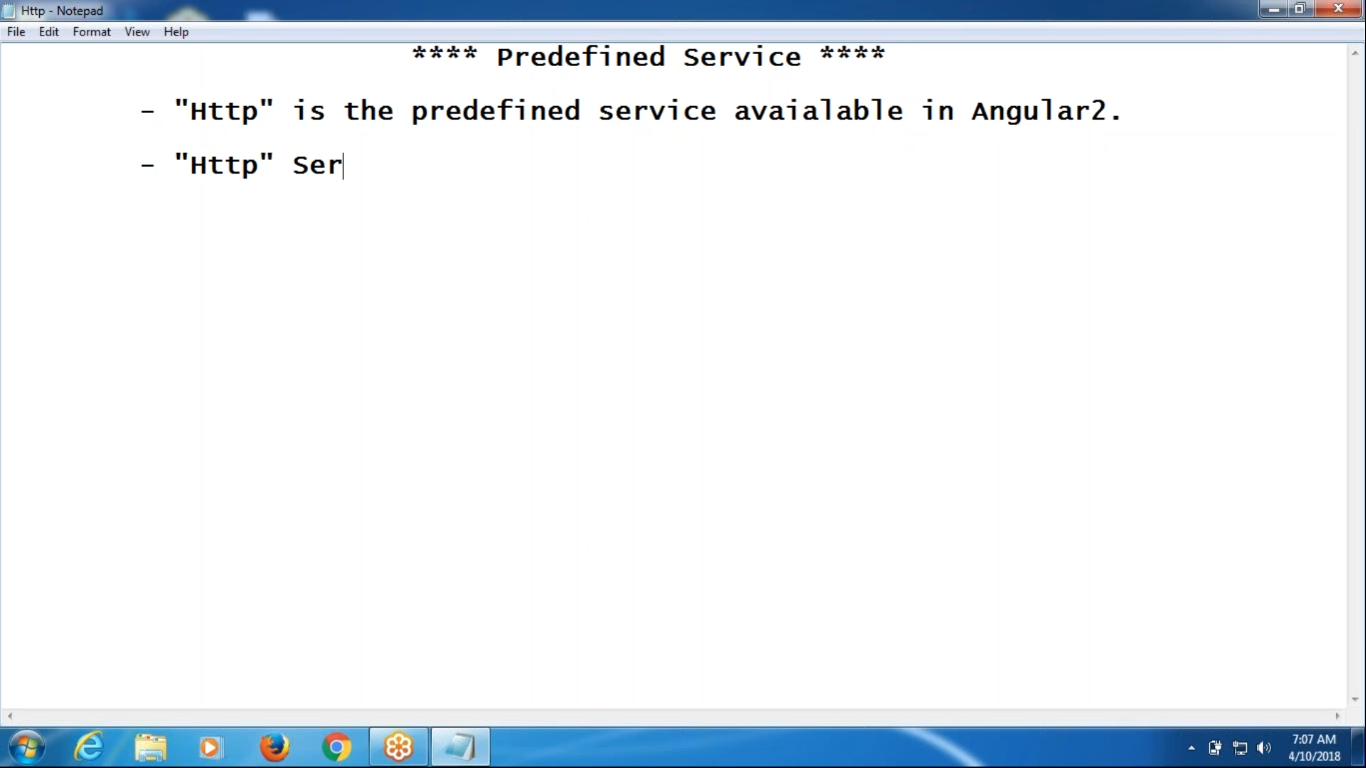 Http - Notepad
File Edit Format View Help
**** Predefined Service ****
- "Http" is the predefined service avaialable in Angular2.
- "Http" Ser
7:07 AM
4/10/2018